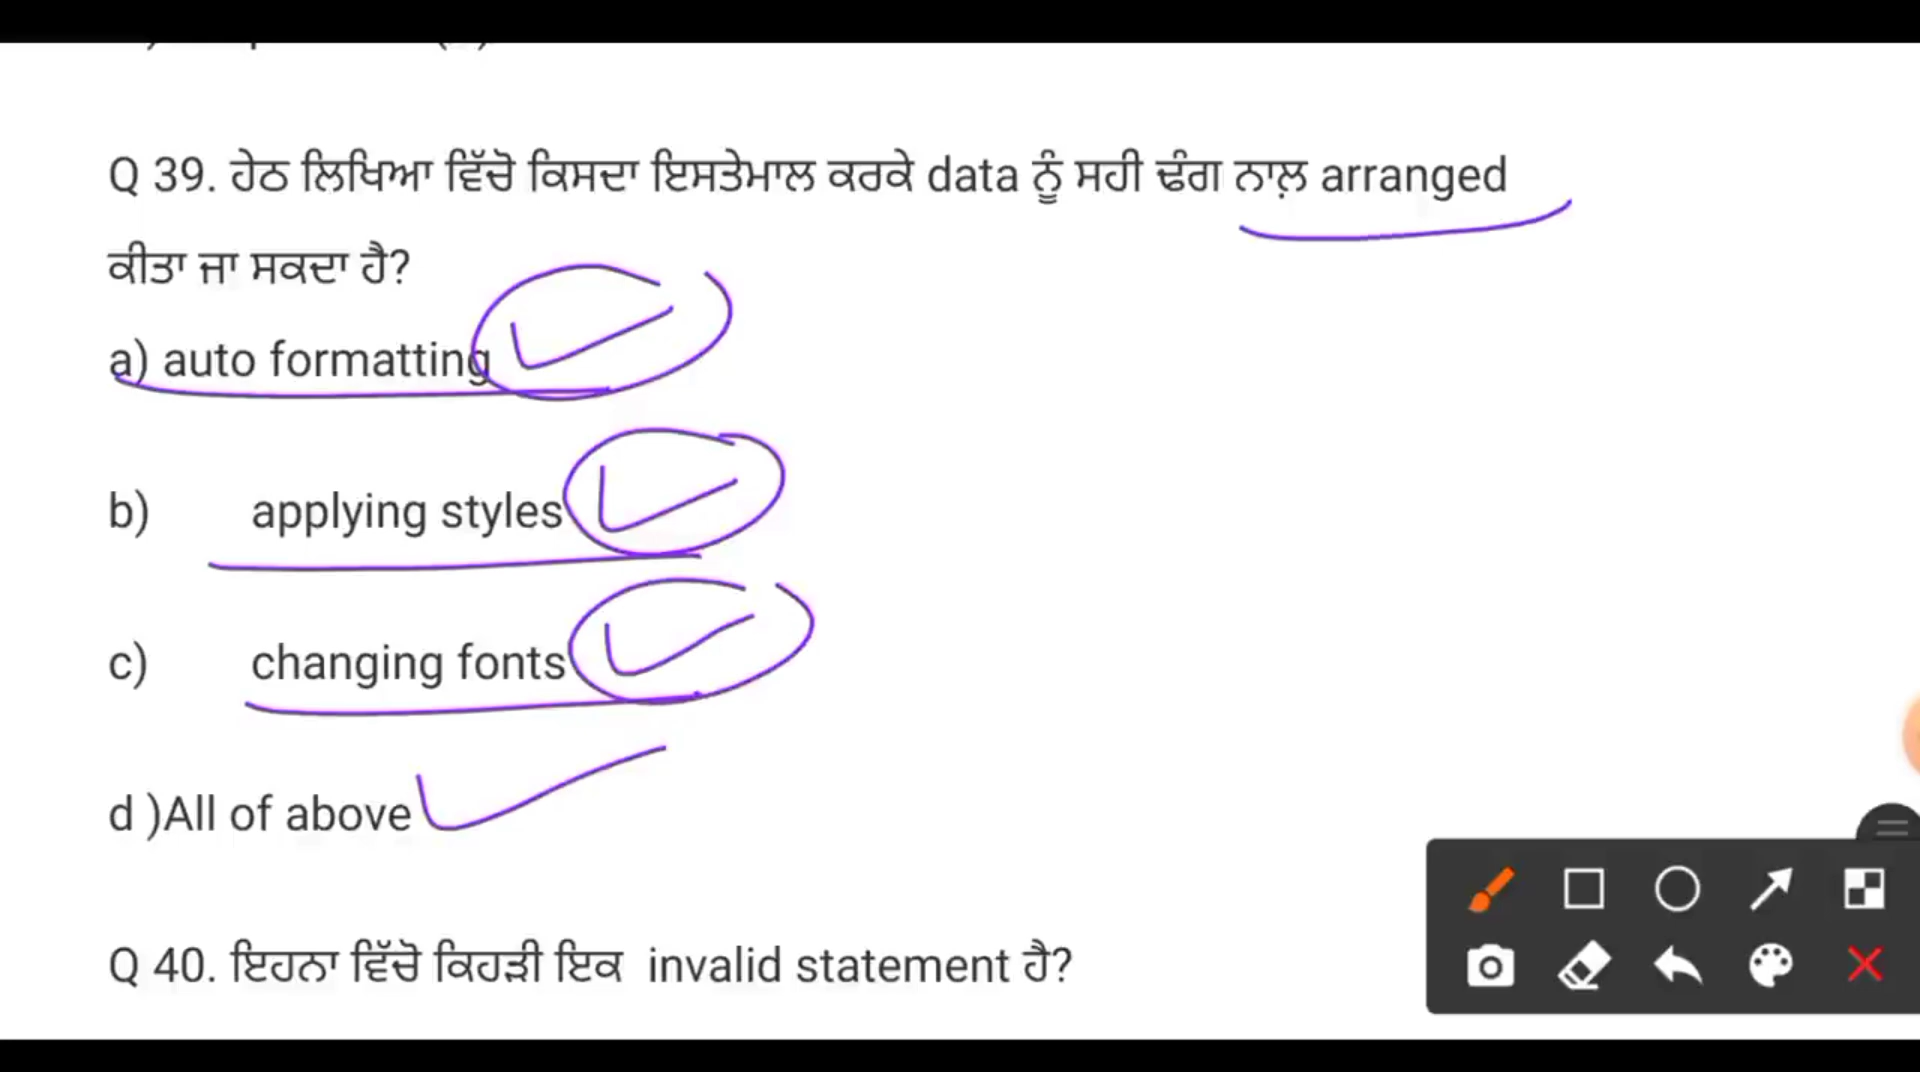 Q 39. ਹੇਠ ਲਿਖਿਆ ਵਿੱਚੋ ਕਿਸਦਾ ਇਸਤੇਮਾਲ ਕਰਕੇ data ਨੂੰ ਸਹੀ ਢੰਗ ਨਾਲ਼ arranged
ਕੀਤਾ ਜਾ ਸਕਦਾ ਹੈ?
a) auto formatting
b) applying styles
c) changing fonts
d )All of above
Q 40. ਇਹਨਾ ਵਿੱਚੋ ਕਿਹੜੀ ਇਕ invalid statement ਹੈ?